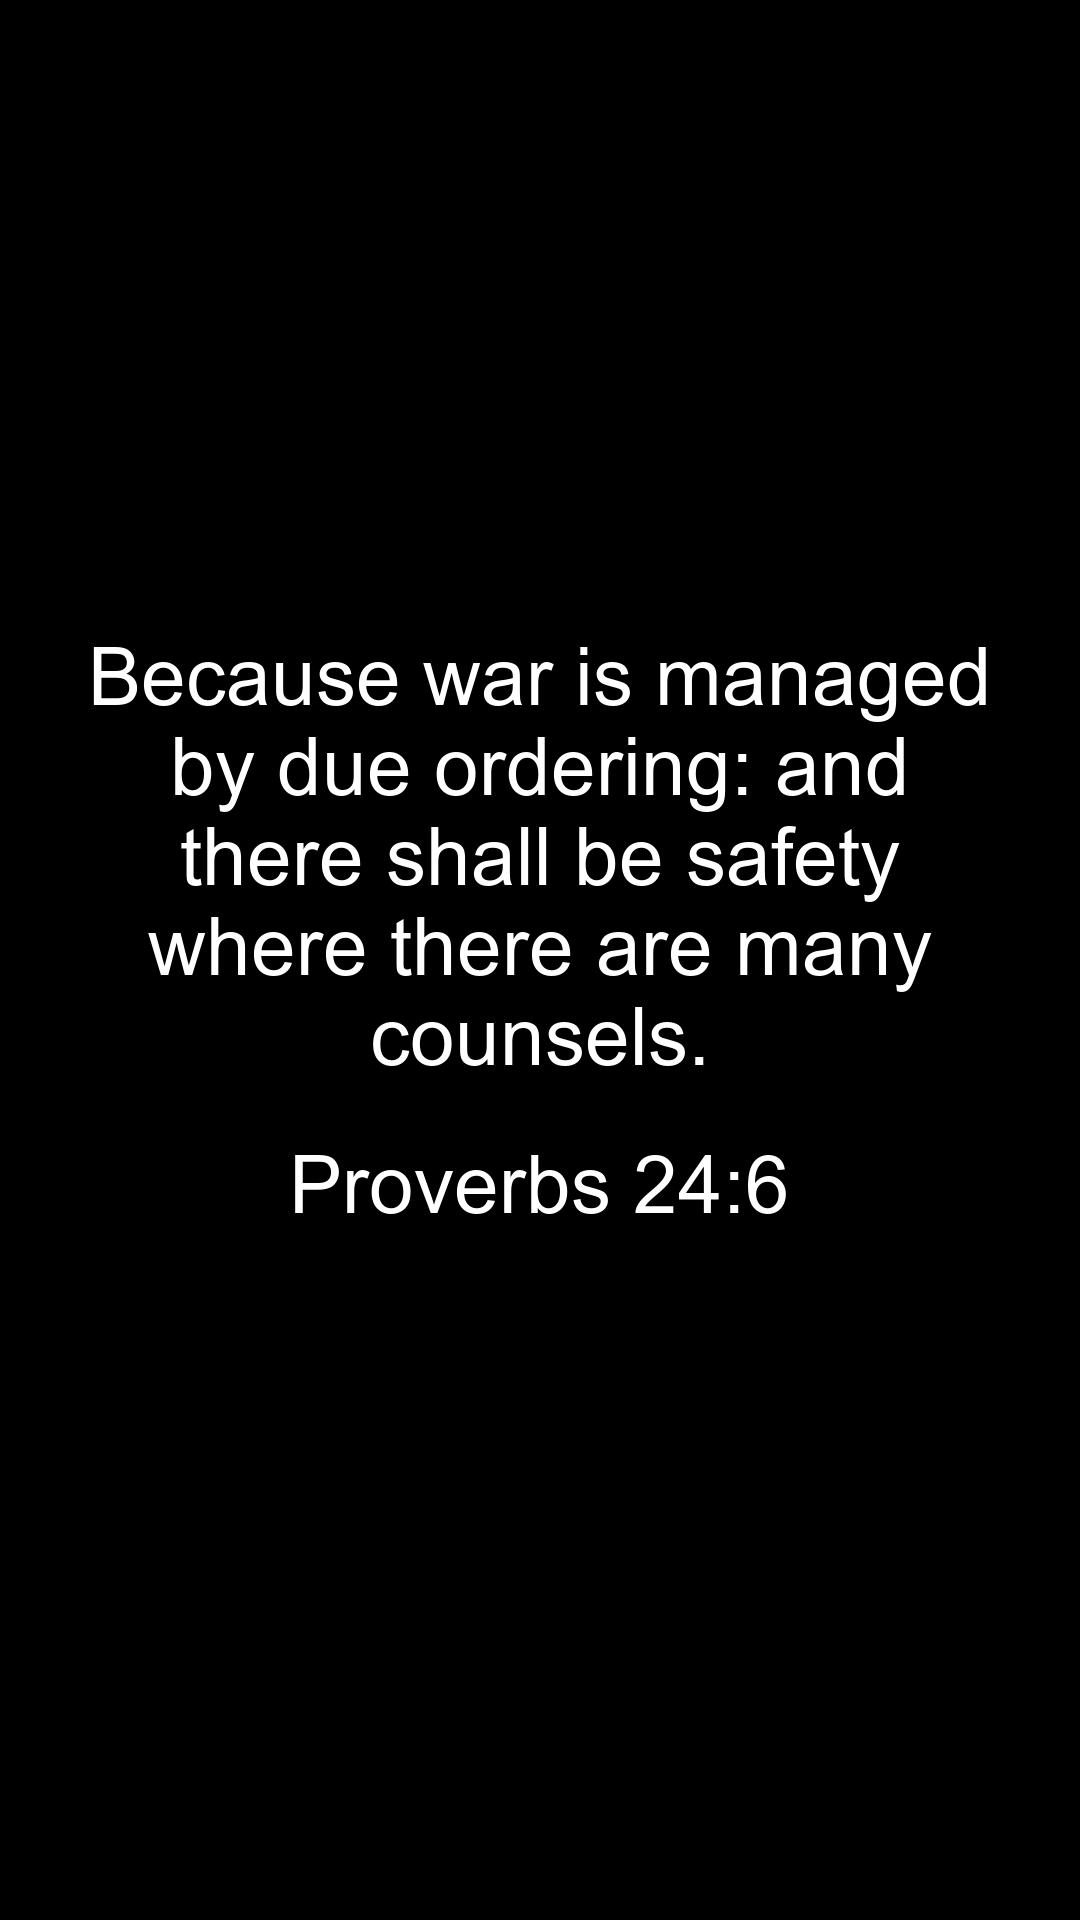 Because war is managed
by due ordering: and
there shall be safety
where there are many
counsels.
Proverbs 24:6